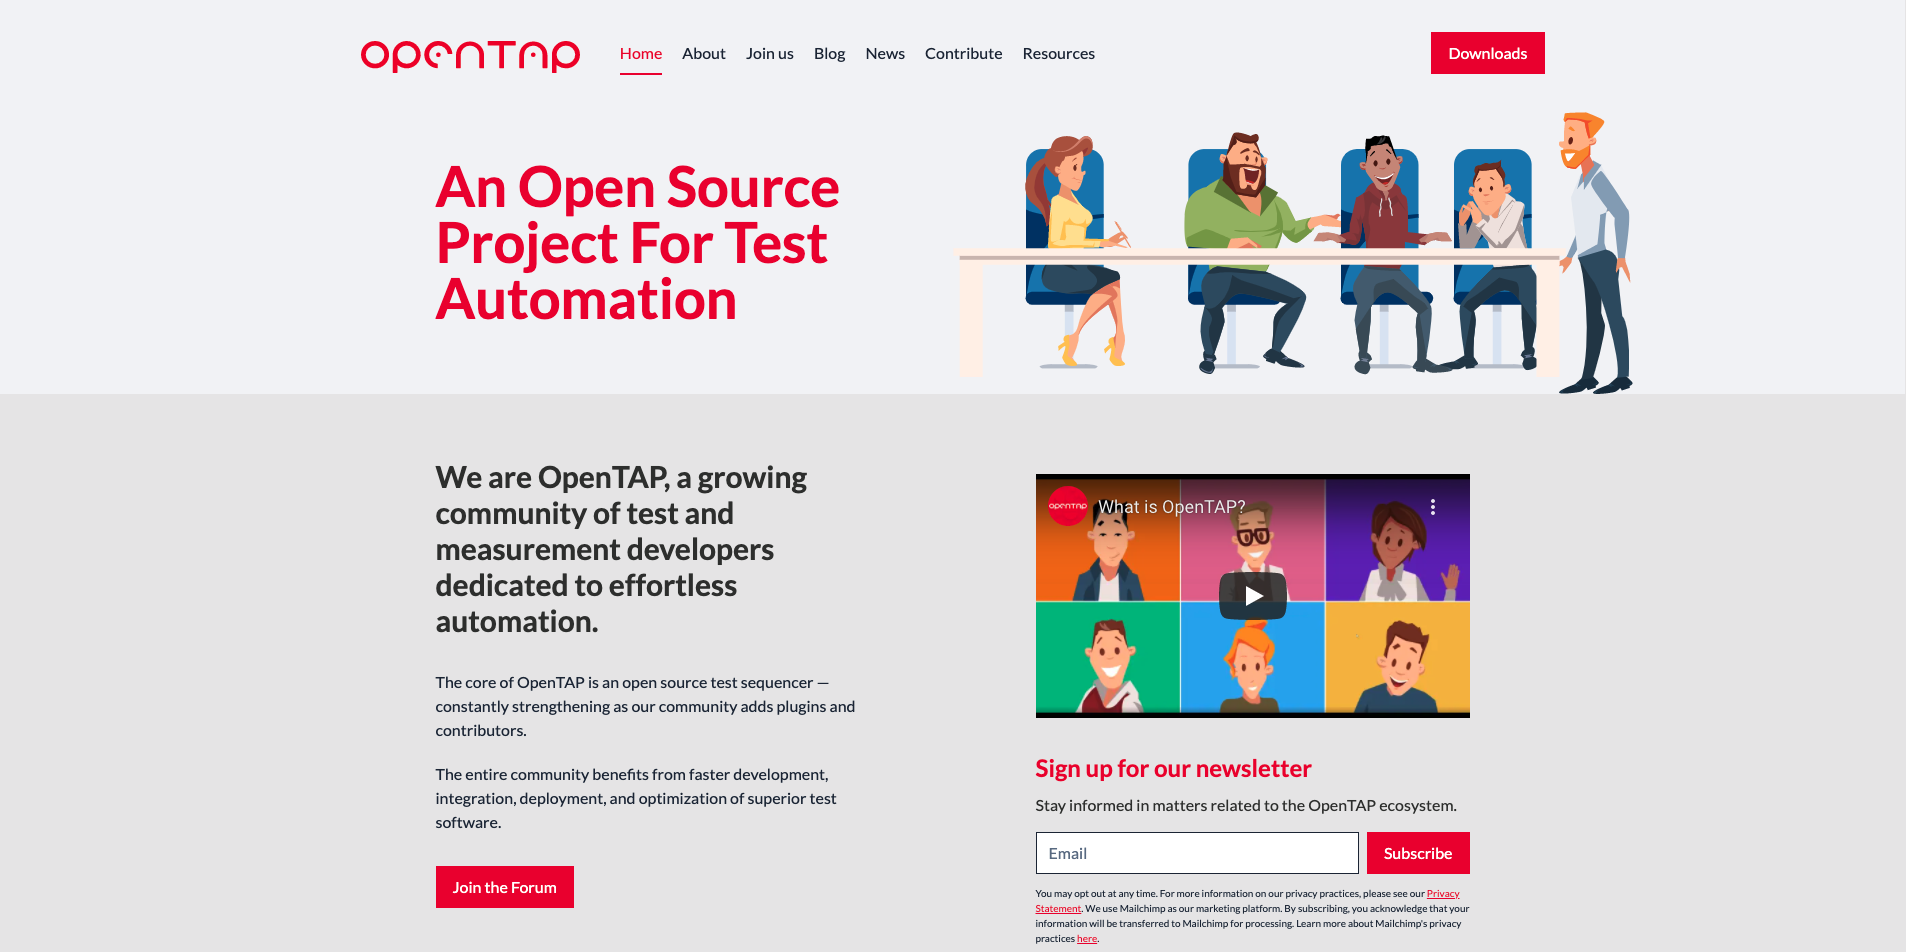 OPENTAP
Home About Join us Blog News Contribute Resources
Downloads
An Open Source
Project For Test
Automation
We are OpenTAP, a growing
community of test and
measurement developers
dedicated to effortless
automation.
The core of OpenTAP is an open source test sequencer —
constantly strengthening as our community adds plugins and
contributors.
The entire community benefits from faster development,
integration, deployment, and optimization of superior test
software.
Join the Forum
OPENTAP
What is OpenTAP?
Sign up for our newsletter
Stay informed in matters related to the OpenTAP ecosystem.
Email
Subscribe
You may opt out at any time. For more information on our privacy practices, please see our Privacy
Statement. We use Mailchimp as our marketing platform. By subscribing, you acknowledge that your
information will be transferred to Mailchimp for processing. Learn more about Mailchimp's privacy
practices here.